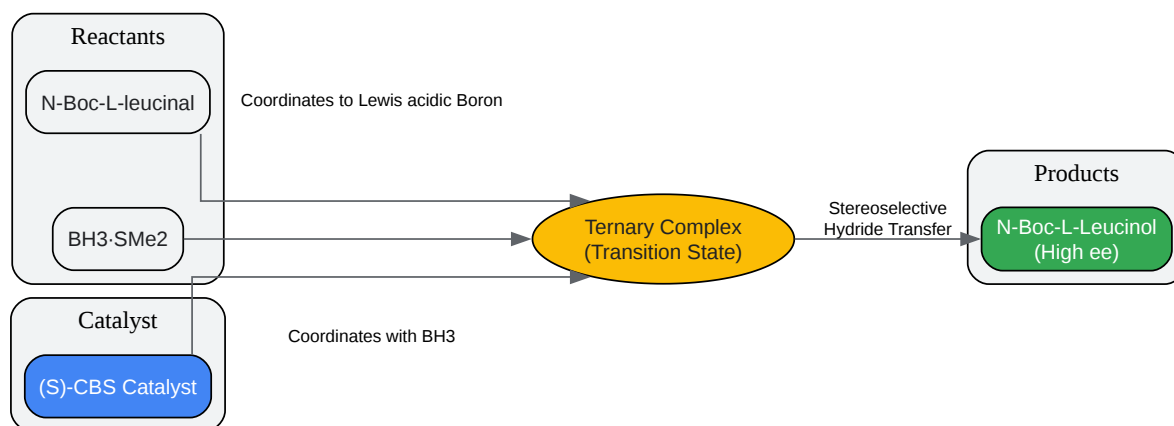 Reactants
N-Boc-L-leucinal
Coordinates to Lewis acidic Boron
BH3·SMe2
Catalyst
(S)-CBS Catalyst
Coordinates with BH3
Ternary Complex
(Transition State)
Stereoselective
Hydride Transfer
Products
N-Boc-L-Leucinol
(High ee)